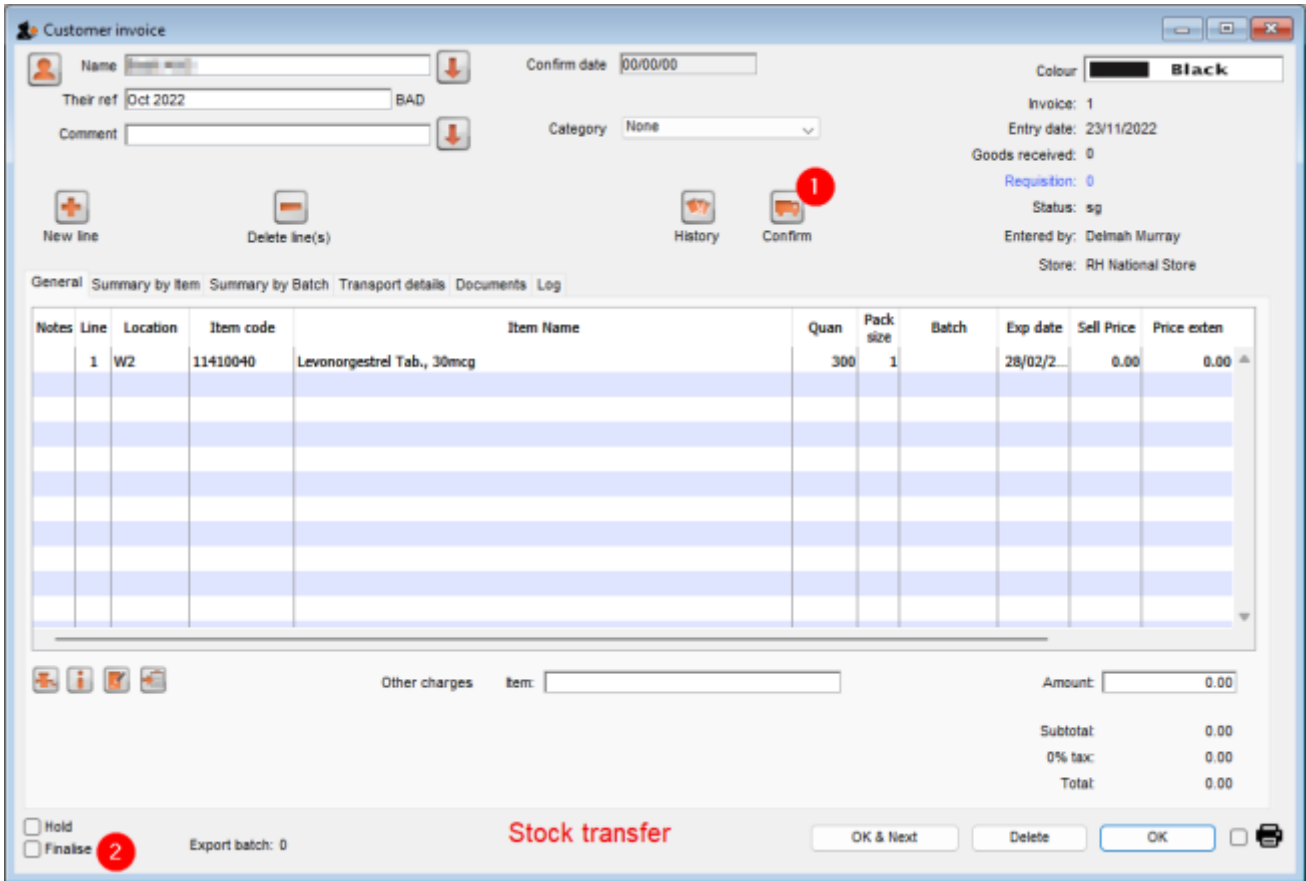 Customer invoice
Name
Confirm date 00/00/00
Colour Black
Their ref Oct 2022 BAD
Invoice: 1
Comment
Category None
Entry date: 23/11/2022
Goods received: 0
Requisition: 0
1
Status: sg
New line
Delete line(s)
History
Confirm
Entered by: Delmah Murray
Store: RH National Store
General Summary by Item Summary by Batch Transport details Documents Log
Notes Line Location Item code Item Name Quan Pack size Batch Exp date Sell Price Price exten
1 W2 11410040 Levonorgestrel Tab., 30mcg 300 1 28/02/2... 0.00 0.00
Other charges Item: Amount: 0.00
Subtotal: 0.00
0% tax: 0.00
Total: 0.00
Hold
Finalise 2
Export batch: 0
Stock transfer
OK & Next
Delete
OK